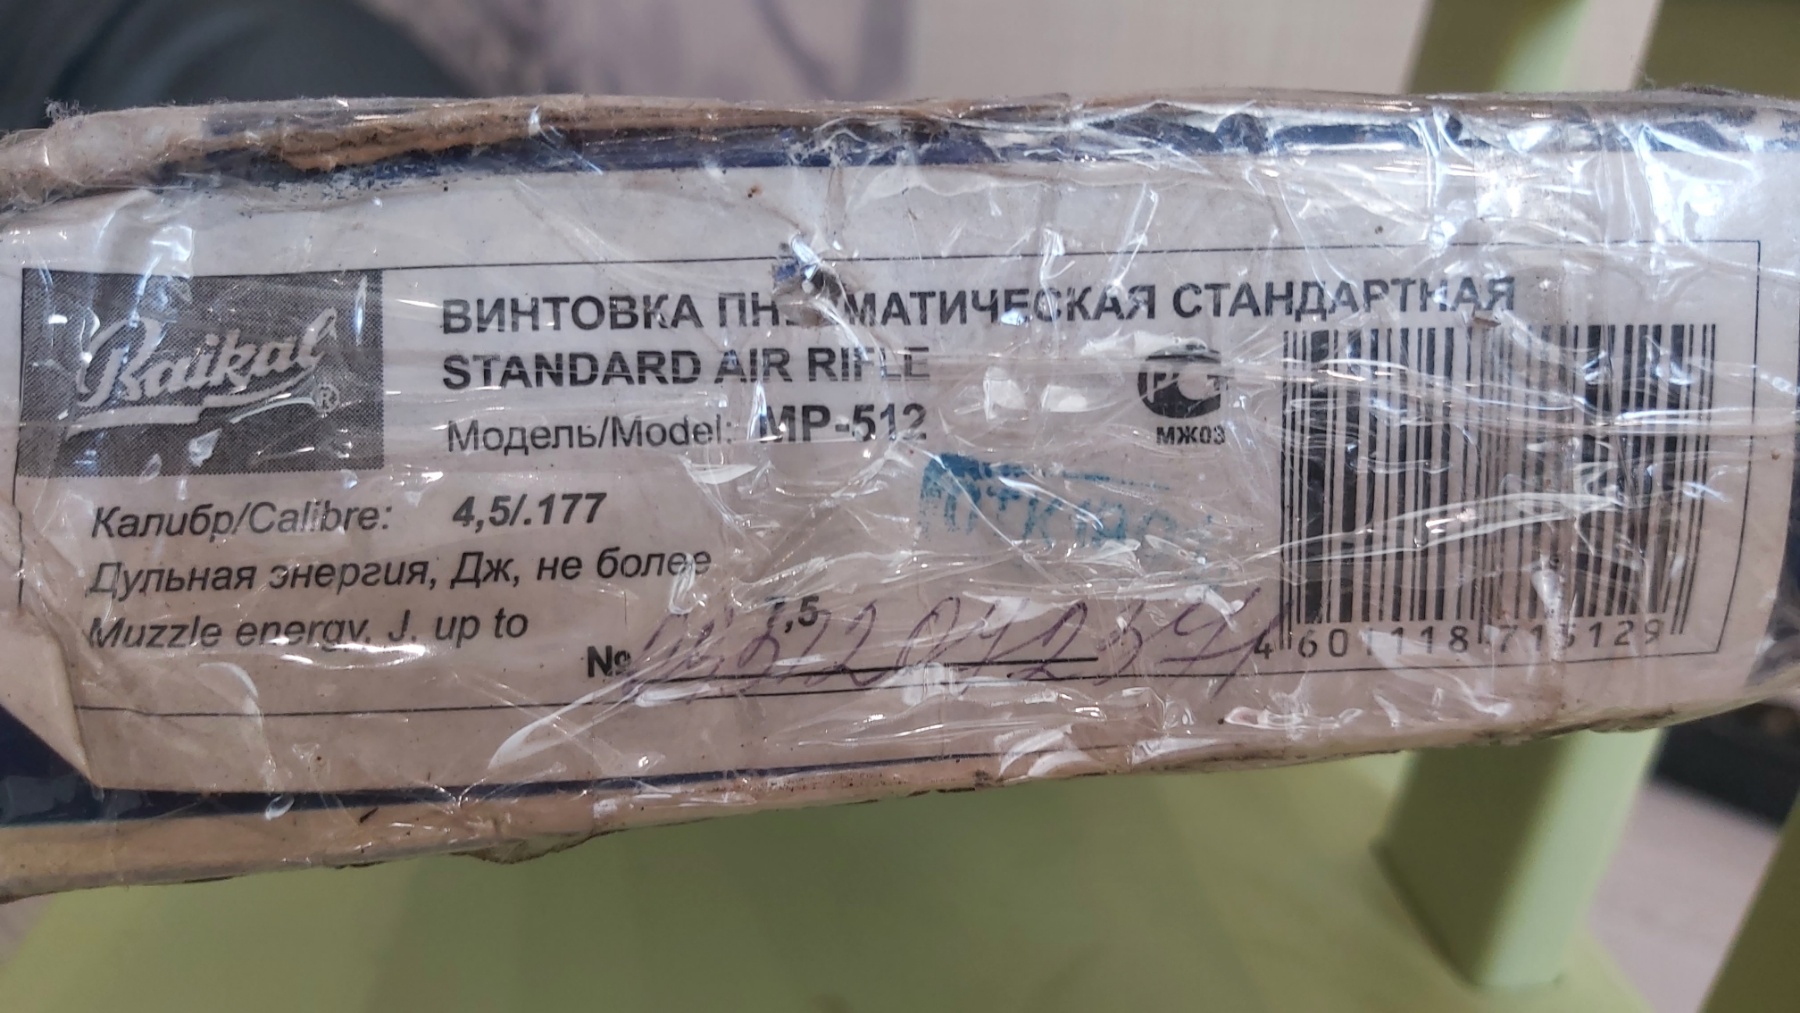 Baikal®
ВИНТОВКА ПНЕВМАТИЧЕСКАЯ СТАНДАРТНАЯ
STANDARD AIR RIFLE
Модель/Model: MP-512
МЖ03
Калибр/Calibre: 4,5/.177
Дульная энергия, Дж, не более
Muzzle energy, J, up to 7,5
№
4 601118 715129